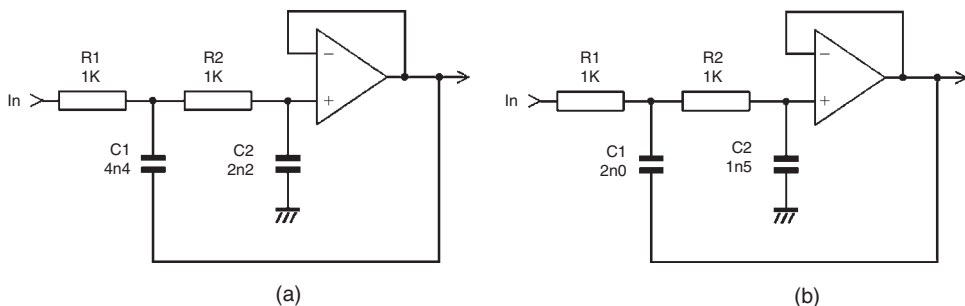 R1
1K
R2
1K
In
−
+
C1
4n4
C2
2n2
(a)
R1
1K
R2
1K
In
−
+
C1
2n0
C2
1n5
(b)